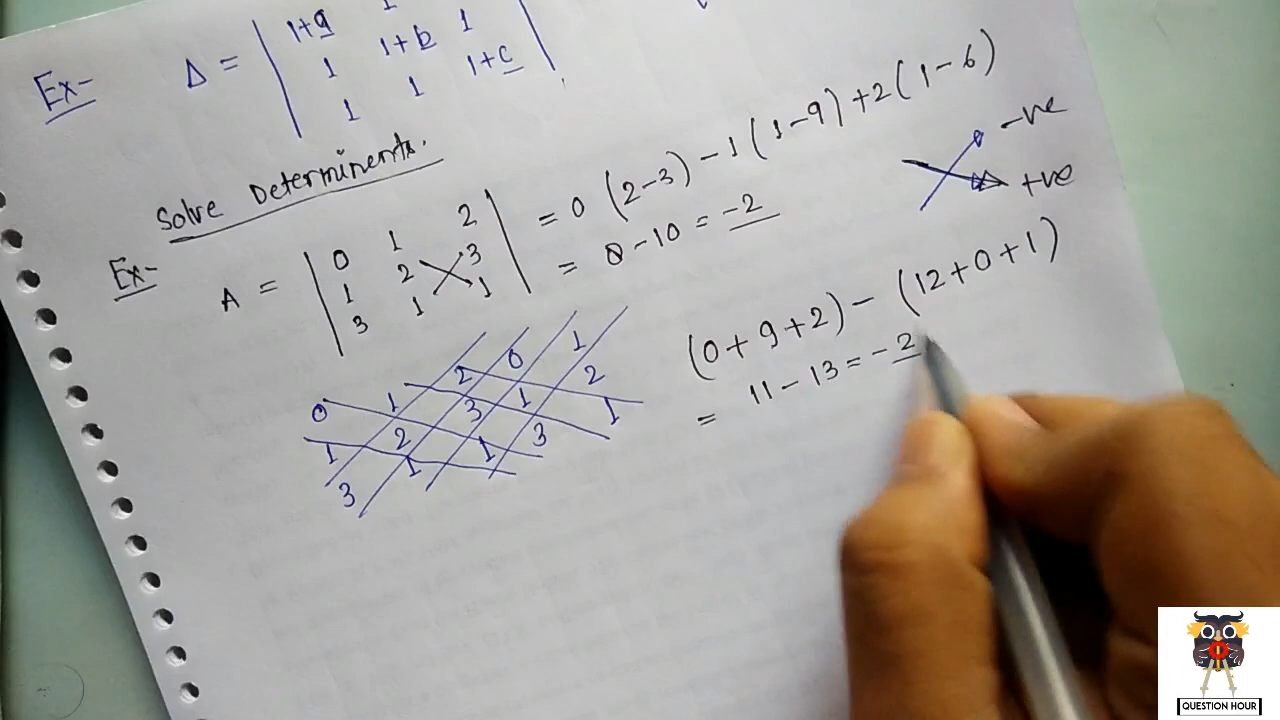 Ex- Δ = | 1+a 1
1 1+b 1
1 1 1+c |
Solve Determinents.
Ex- A = | 0 1 2
1 2 3
3 1 1 | = 0 (2-3) - 1 (1-9) + 2 (1-6)
= 8 - 10 = -2
-ve
+ve
0 1 2 0 1
1 2 3 1 2
3 1 1 3 1
(0 + 9 + 2) - (12 + 0 + 1)
= 11 - 13 = -2
QUESTION HOUR